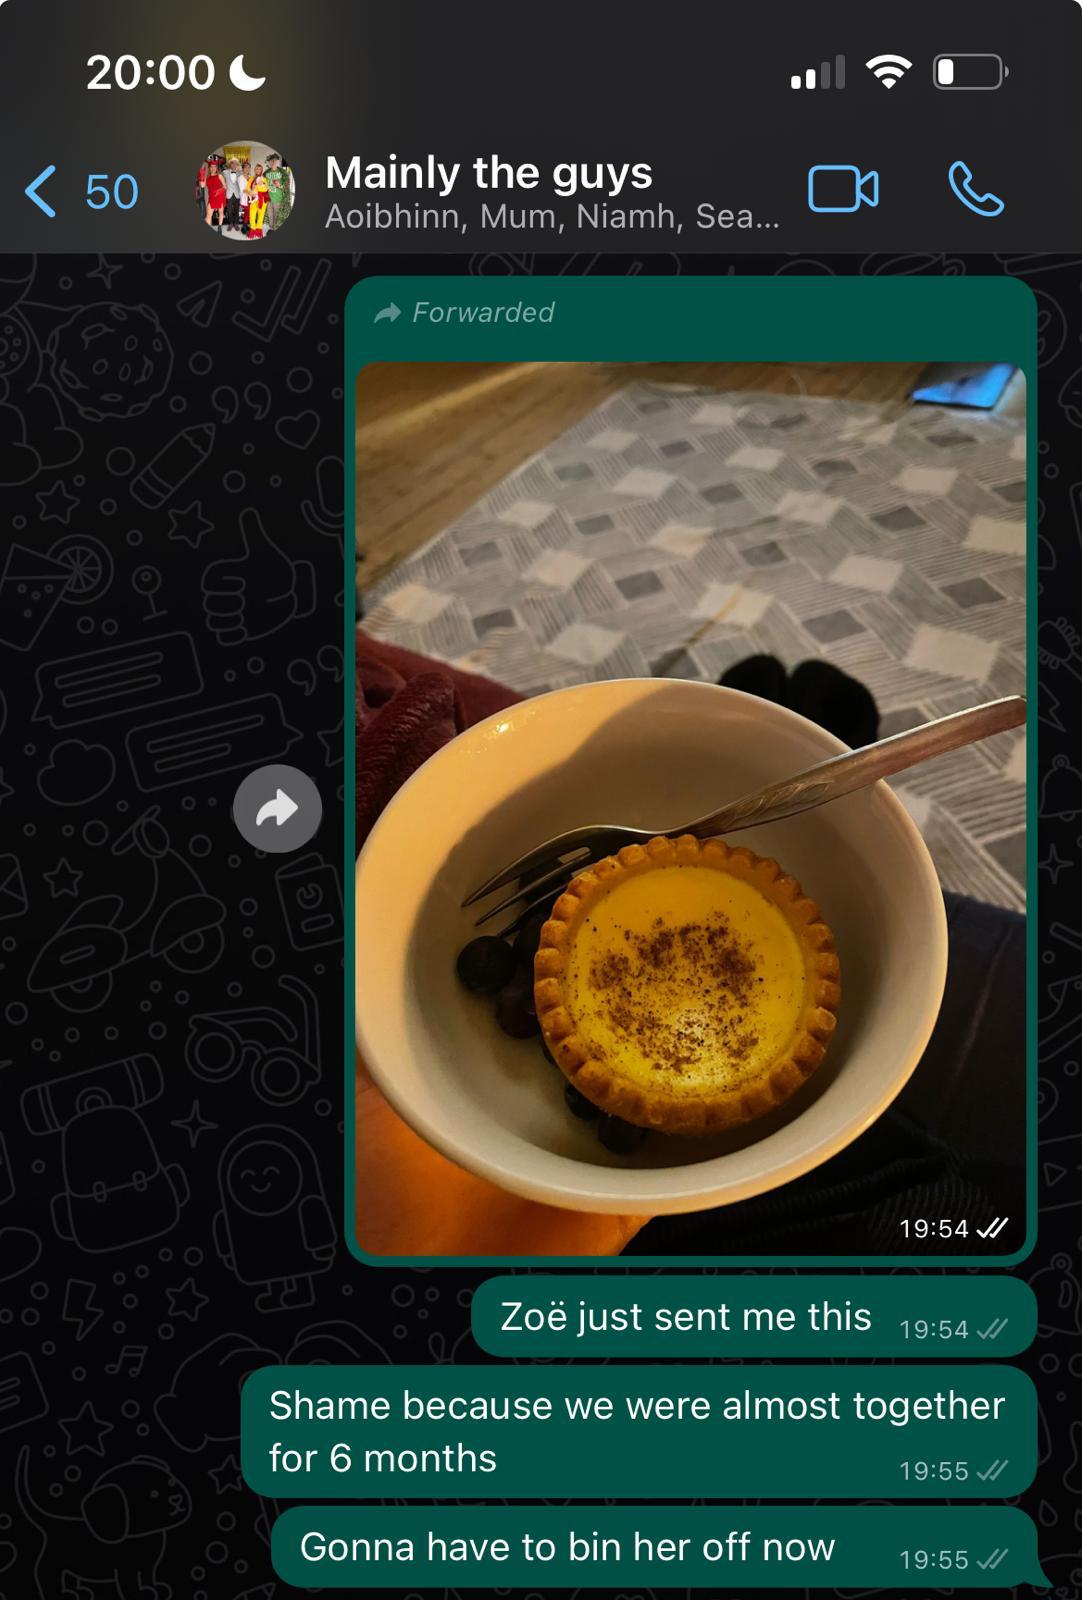 20:00
50
Mainly the guys
Aoibhinn, Mum, Niamh, Sea...
Forwarded
19:54
Zoë just sent me this 19:54
Shame because we were almost together
for 6 months 19:55
Gonna have to bin her off now 19:55